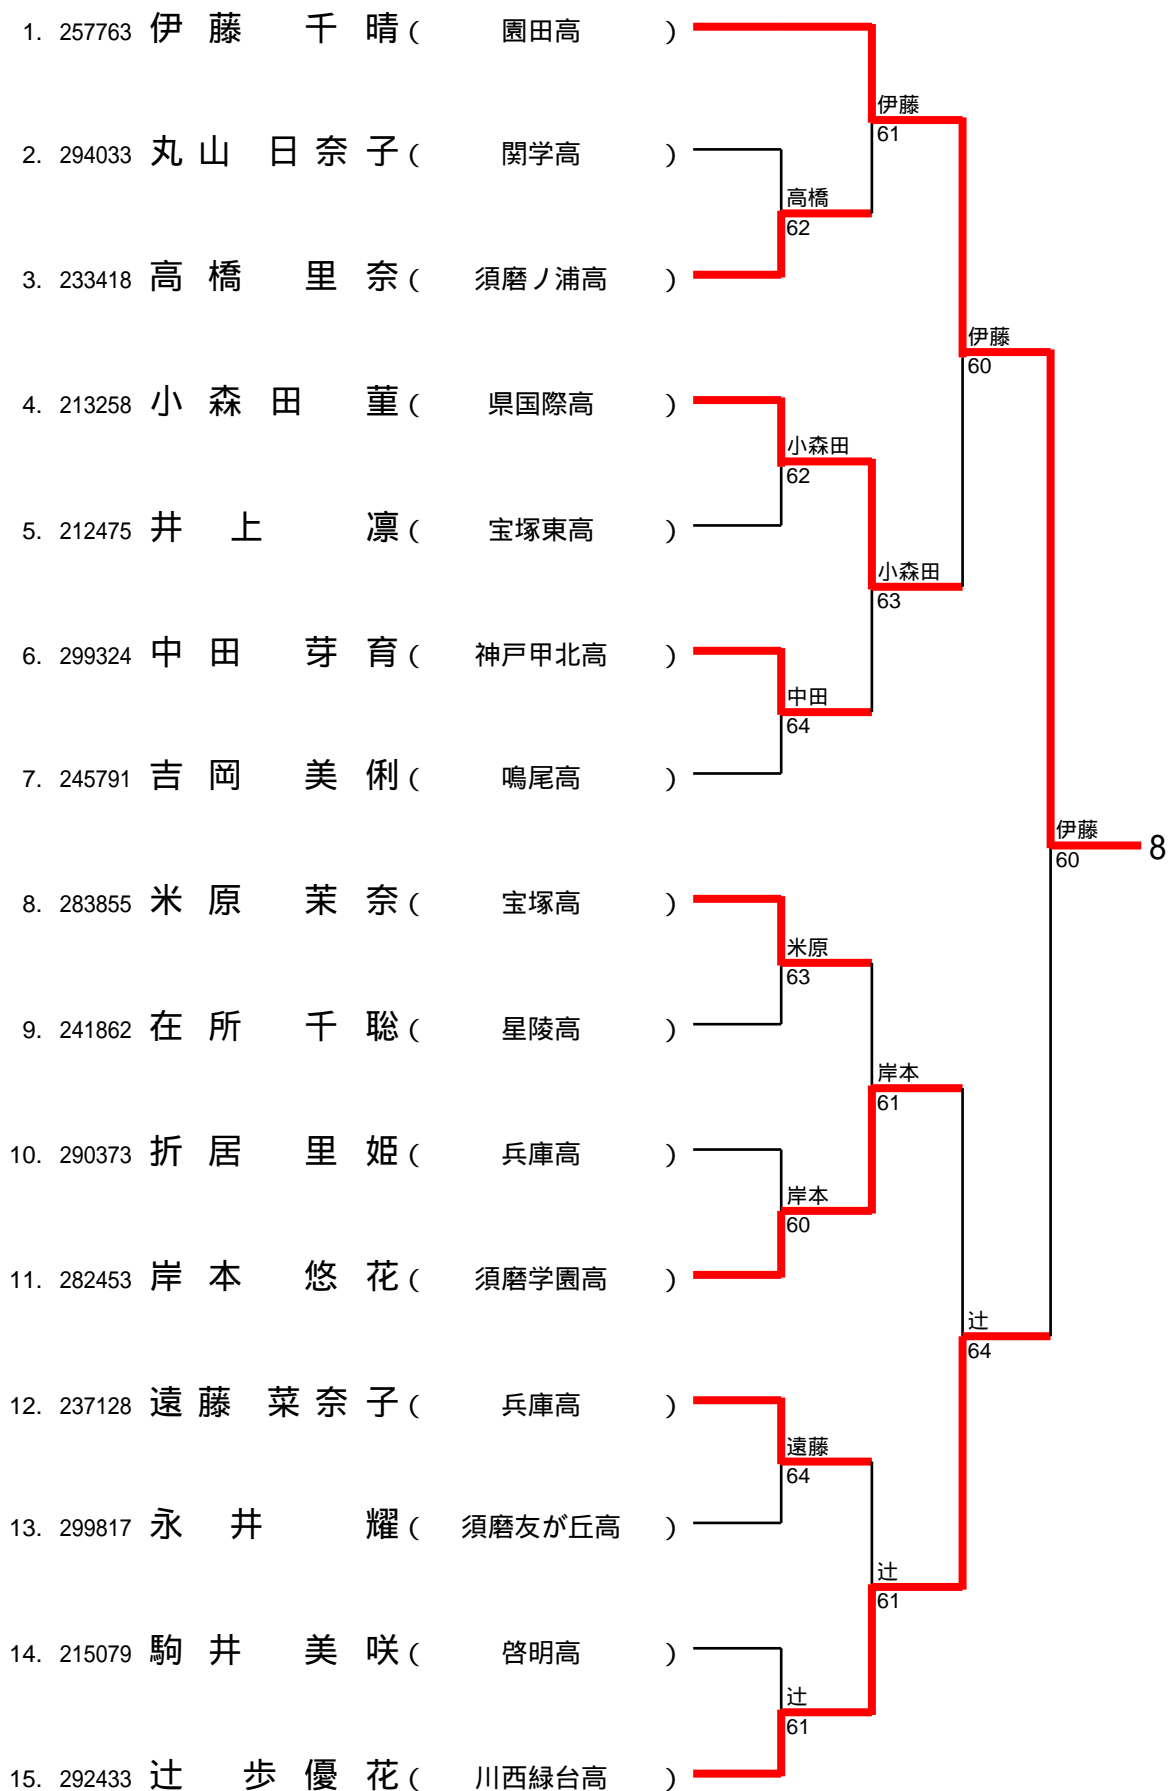 1. 257763 伊藤 千晴 ( 園田高 )
伊藤
61
2. 294033 丸山 日奈子 ( 関学高 )
高橋
62
3. 233418 高橋 里奈 ( 須磨ノ浦高 )
伊藤
60
4. 213258 小森田 菫 ( 県国際高 )
小森田
62
5. 212475 井上 凛 ( 宝塚東高 )
小森田
63
6. 299324 中田 芽育 ( 神戸甲北高 )
中田
64
7. 245791 吉岡 美俐 ( 鳴尾高 )
伊藤
60
8
8. 283855 米原 茉奈 ( 宝塚高 )
米原
63
9. 241862 在所 千聡 ( 星陵高 )
岸本
61
10. 290373 折居 里姫 ( 兵庫高 )
岸本
60
11. 282453 岸本 悠花 ( 須磨学園高 )
辻
64
12. 237128 遠藤 菜奈子 ( 兵庫高 )
遠藤
64
13. 299817 永井 耀 ( 須磨友が丘高 )
辻
61
14. 215079 駒井 美咲 ( 啓明高 )
辻
61
15. 292433 辻 歩優花 ( 川西緑台高 )